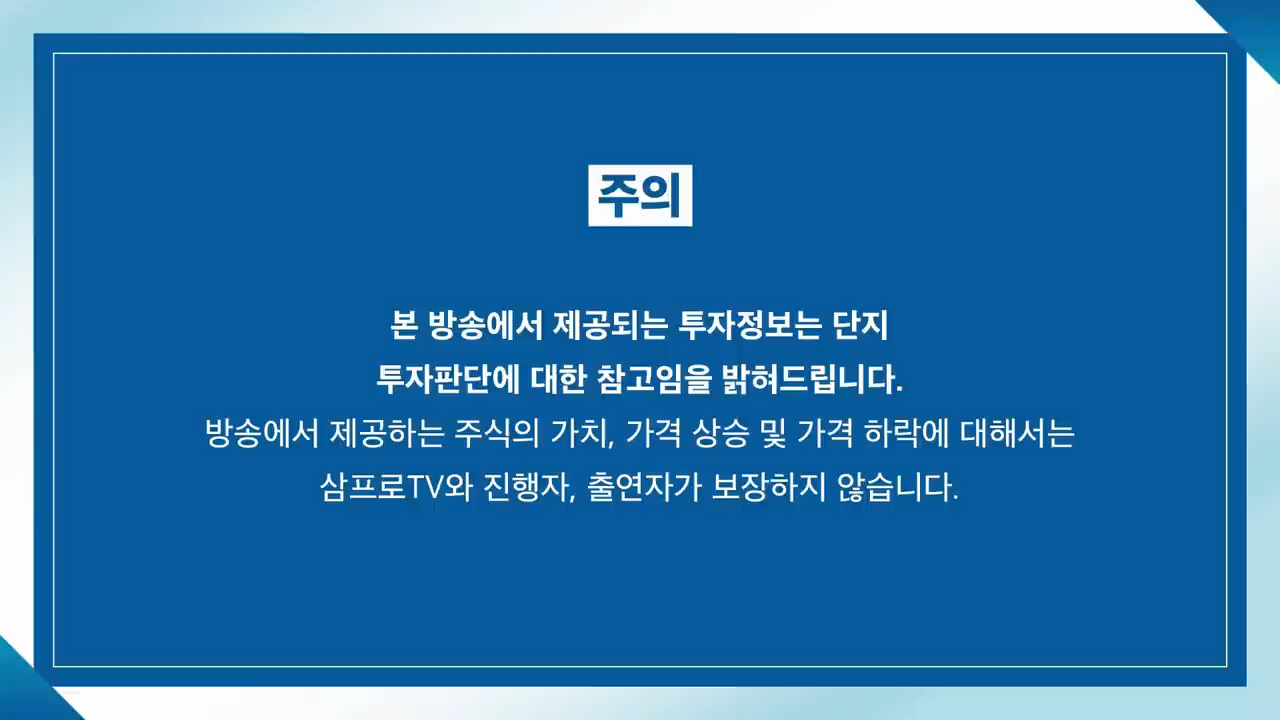 주의
본 방송에서 제공되는 투자정보는 단지
투자판단에 대한 참고임을 밝혀드립니다.
방송에서 제공하는 주식의 가치, 가격 상승 및 가격 하락에 대해서는
삼프로TV와 진행자, 출연자가 보장하지 않습니다.